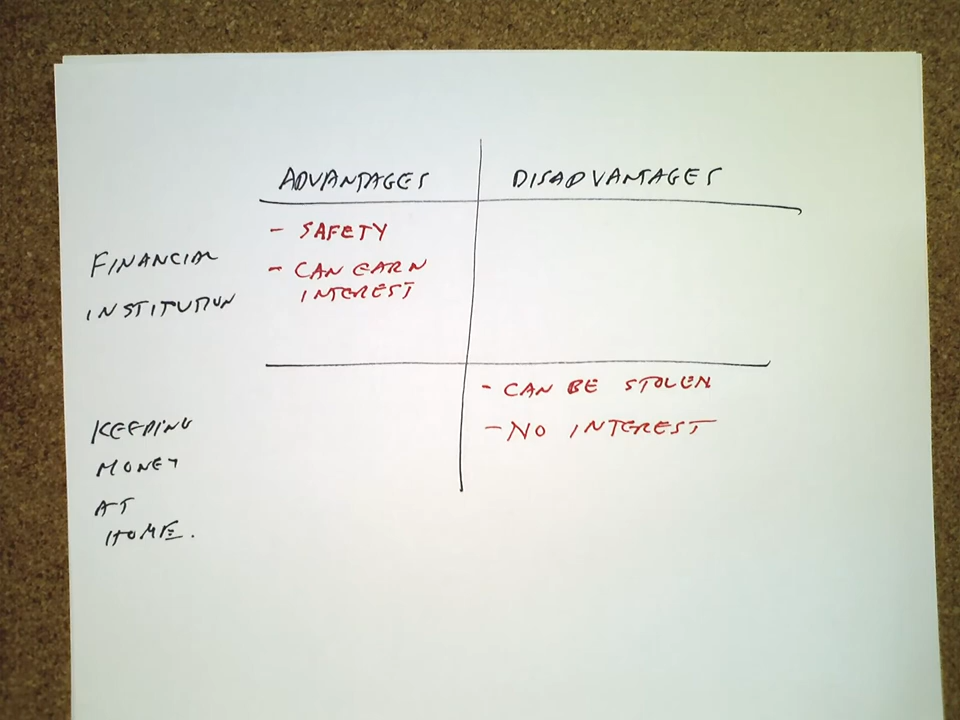 ADVANTAGES
DISADVANTAGES
FINANCIAL
INSTITUTION
- SAFETY
- CAN EARN
INTEREST
KEEPING
MONEY
AT
HOME.
- CAN BE STOLEN
- NO INTEREST